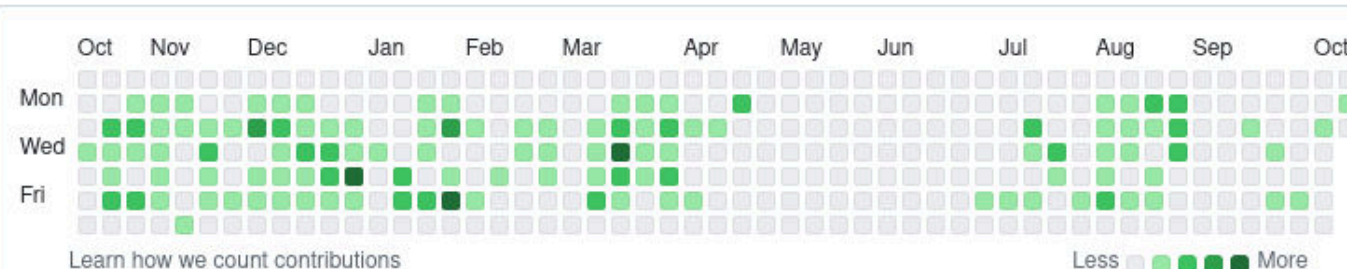 Oct Nov Dec Jan Feb Mar Apr May Jun Jul Aug Sep Oct
Mon
Wed
Fri
Learn how we count contributions Less More